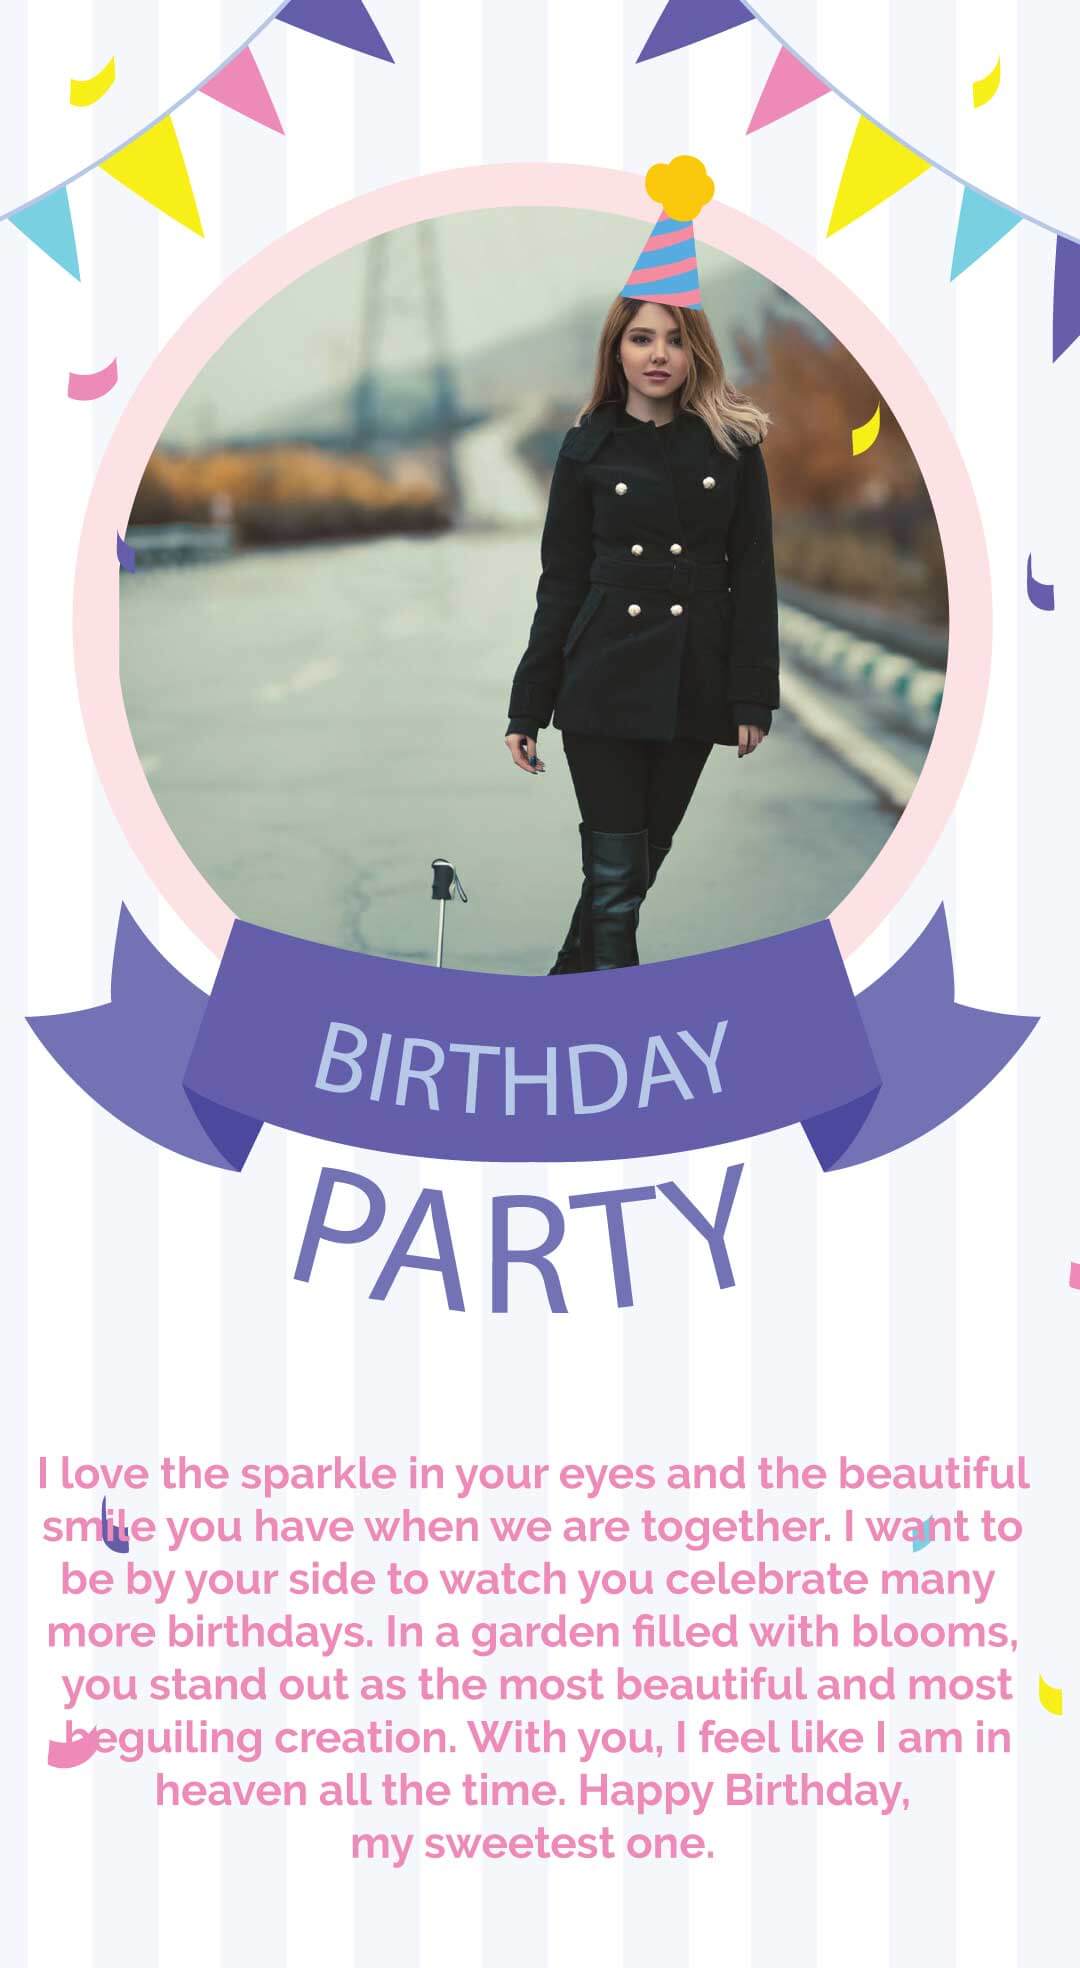 BIRTHDAY
PARTY
I love the sparkle in your eyes and the beautiful
smile you have when we are together. I want to
be by your side to watch you celebrate many
more birthdays. In a garden filled with blooms,
you stand out as the most beautiful and most
beguiling creation. With you, I feel like I am in
heaven all the time. Happy Birthday,
my sweetest one.